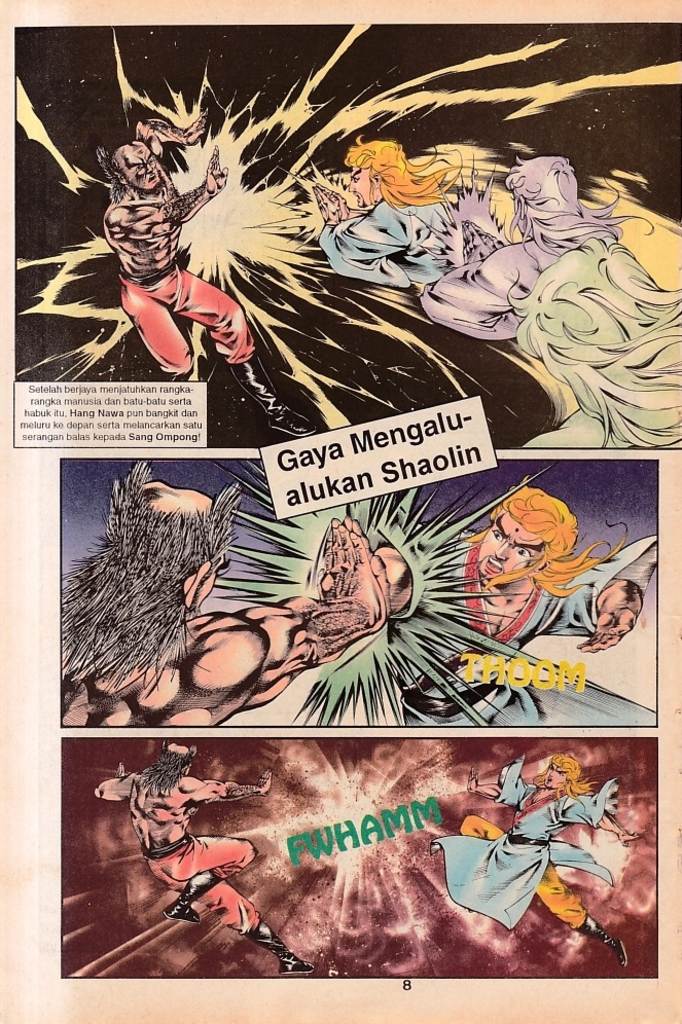 Setelah berjaya menjatuhkan rangka-
rangka manusia dan batu-batu serta
habuk itu, Hang Nawa pun bangkit dan
meluru ke depan serta melancarkan satu
serangan balas kepada Sang Ompong!
Gaya Mengalu-
alukan Shaolin
THOOM
FWHAMM
8